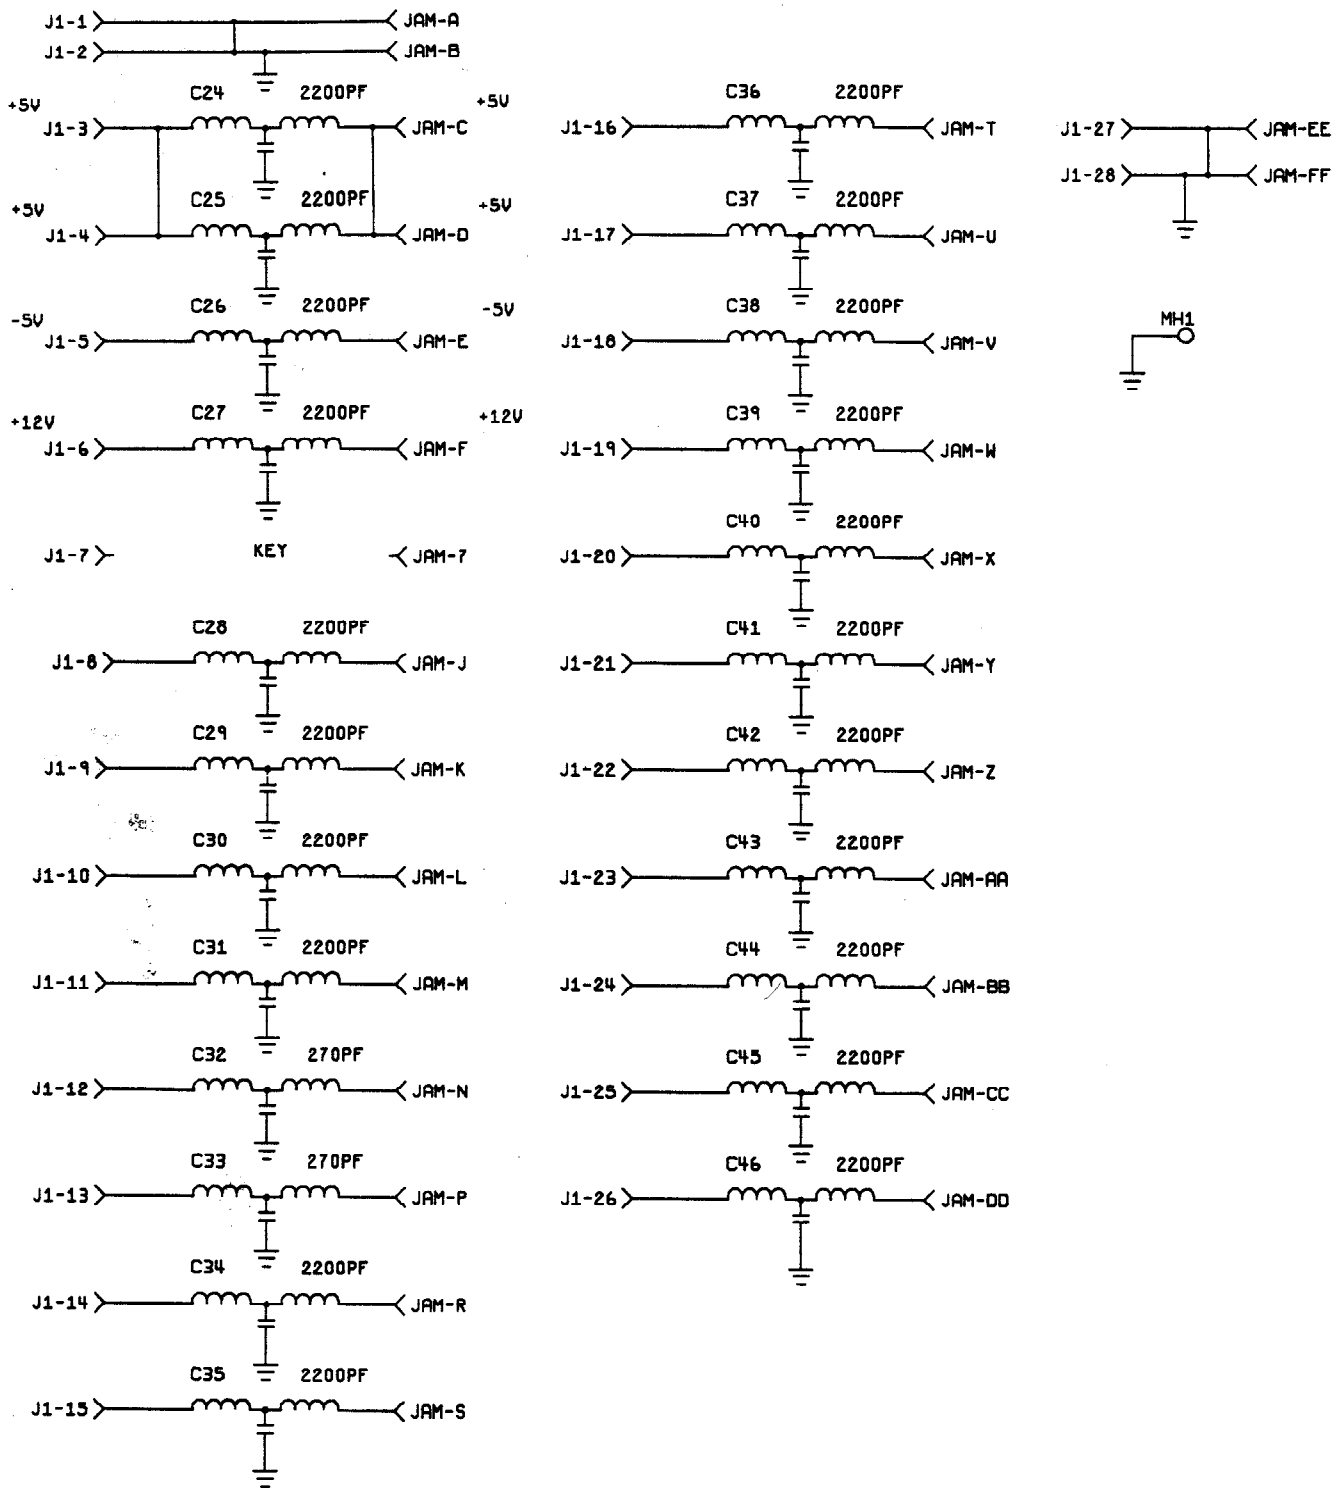 J1-1 JAM-A
J1-2 JAM-B
C24 2200PF
+5V +5V
J1-3 JAM-C
C25 2200PF
+5V +5V
J1-4 JAM-D
C26 2200PF
-5V -5V
J1-5 JAM-E
C27 2200PF
+12V +12V
J1-6 JAM-F
J1-7 KEY JAM-7
C28 2200PF
J1-8 JAM-J
C29 2200PF
J1-9 JAM-K
C30 2200PF
J1-10 JAM-L
C31 2200PF
J1-11 JAM-M
C32 270PF
J1-12 JAM-N
C33 270PF
J1-13 JAM-P
C34 2200PF
J1-14 JAM-R
C35 2200PF
J1-15 JAM-S
C36 2200PF
J1-16 JAM-T
C37 2200PF
J1-17 JAM-U
C38 2200PF
J1-18 JAM-V
C39 2200PF
J1-19 JAM-W
C40 2200PF
J1-20 JAM-X
C41 2200PF
J1-21 JAM-Y
C42 2200PF
J1-22 JAM-Z
C43 2200PF
J1-23 JAM-AA
C44 2200PF
J1-24 JAM-BB
C45 2200PF
J1-25 JAM-CC
C46 2200PF
J1-26 JAM-DD
J1-27 JAM-EE
J1-28 JAM-FF
MH1